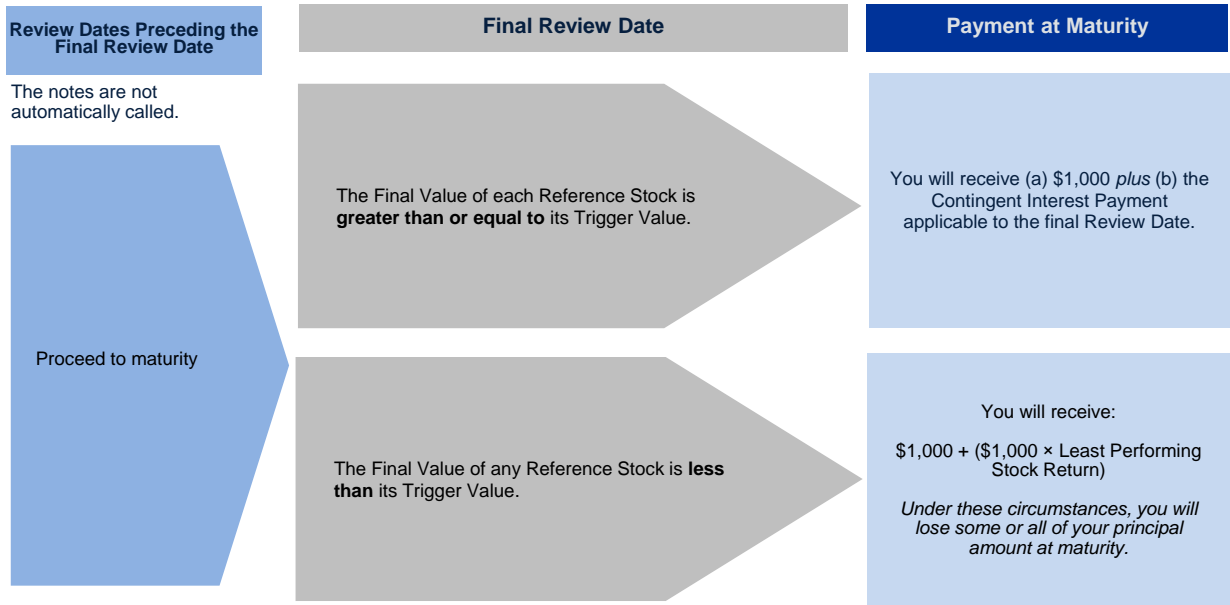 Review Dates Preceding the
Final Review Date
Final Review Date
Payment at Maturity
The notes are not
automatically called.
Proceed to maturity
The Final Value of each Reference Stock is
greater than or equal to its Trigger Value.
You will receive (a) $1,000 plus (b) the
Contingent Interest Payment
applicable to the final Review Date.
The Final Value of any Reference Stock is less
than its Trigger Value.
You will receive:
$1,000 + ($1,000 × Least Performing
Stock Return)
Under these circumstances, you will
lose some or all of your principal
amount at maturity.